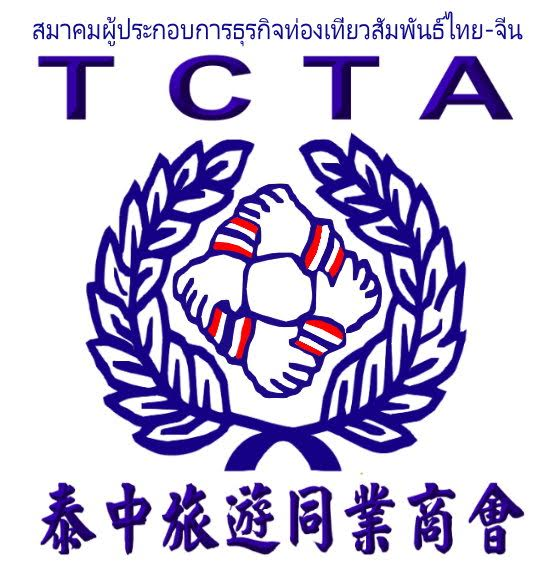 สมาคมผู้ประกอบการธุรกิจท่องเที่ยวสัมพันธ์ไทย-จีน
TCTA
泰中旅遊同業商會